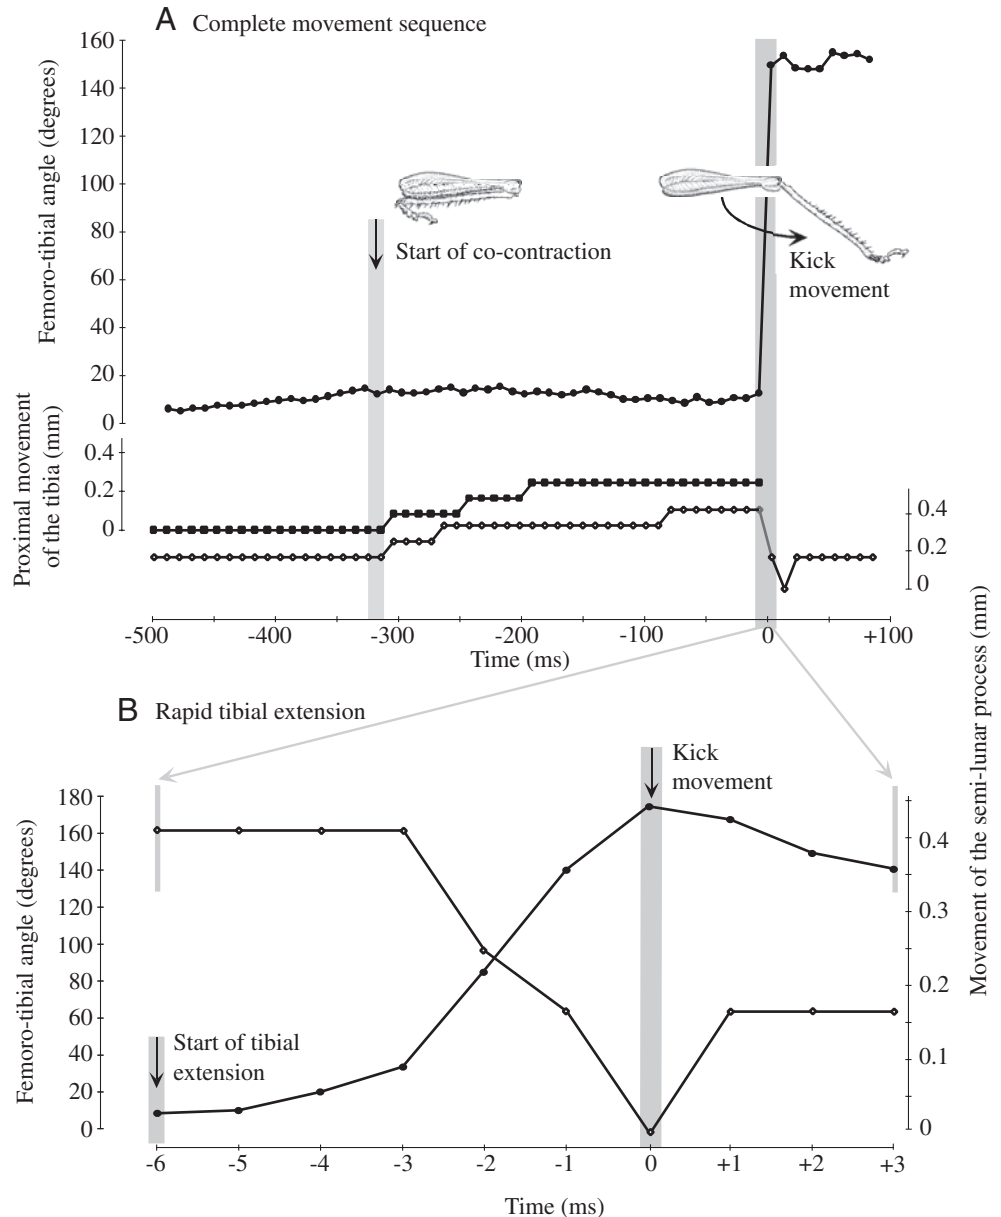 A Complete movement sequence
160
140
120
100
80
60
40
20
0
Femoro-tibial angle (degrees)
Start of co-contraction
Kick
movement
0.4
0.2
0
Proximal movement
of the tibia (mm)
0.4
0.2
0
-500
-400
-300
-200
-100
0
+100
Time (ms)
Movement of the semi-lunar process (mm)
B Rapid tibial extension
Kick
movement
180
160
140
120
100
80
60
40
20
0
Femoro-tibial angle (degrees)
Start of tibial
extension
0.4
0.3
0.2
0.1
0
-6
-5
-4
-3
-2
-1
0
+1
+2
+3
Time (ms)